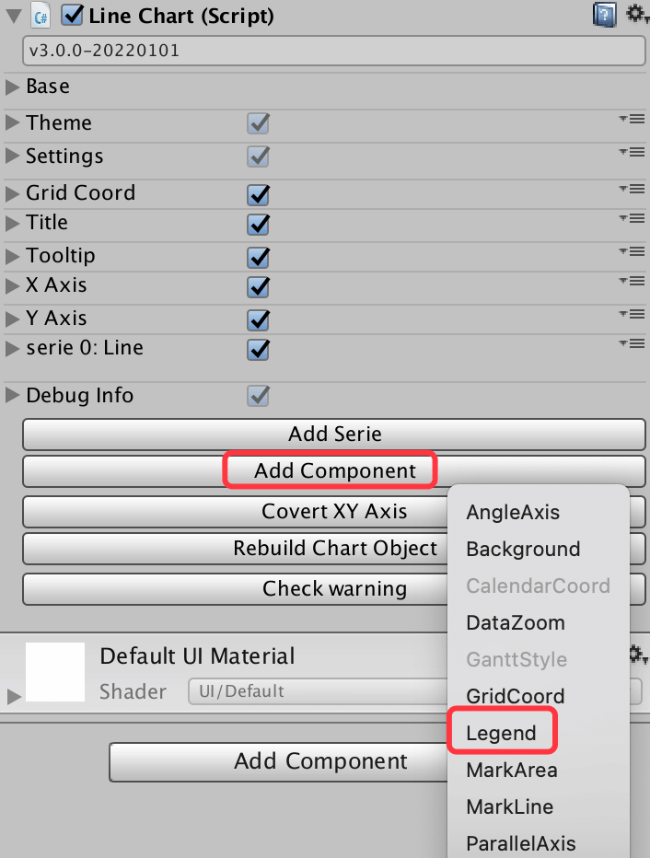 C# Line Chart (Script)
v3.0.0-20220101
Base
Theme
Settings
Grid Coord
Title
Tooltip
X Axis
Y Axis
serie 0: Line
Debug Info
Add Serie
Add Component
Covert XY Axis
Rebuild Chart Object
Check warning
AngleAxis
Background
CalendarCoord
DataZoom
GanttStyle
GridCoord
Legend
MarkArea
MarkLine
ParallelAxis
Default UI Material
Shader UI/Default
Add Component